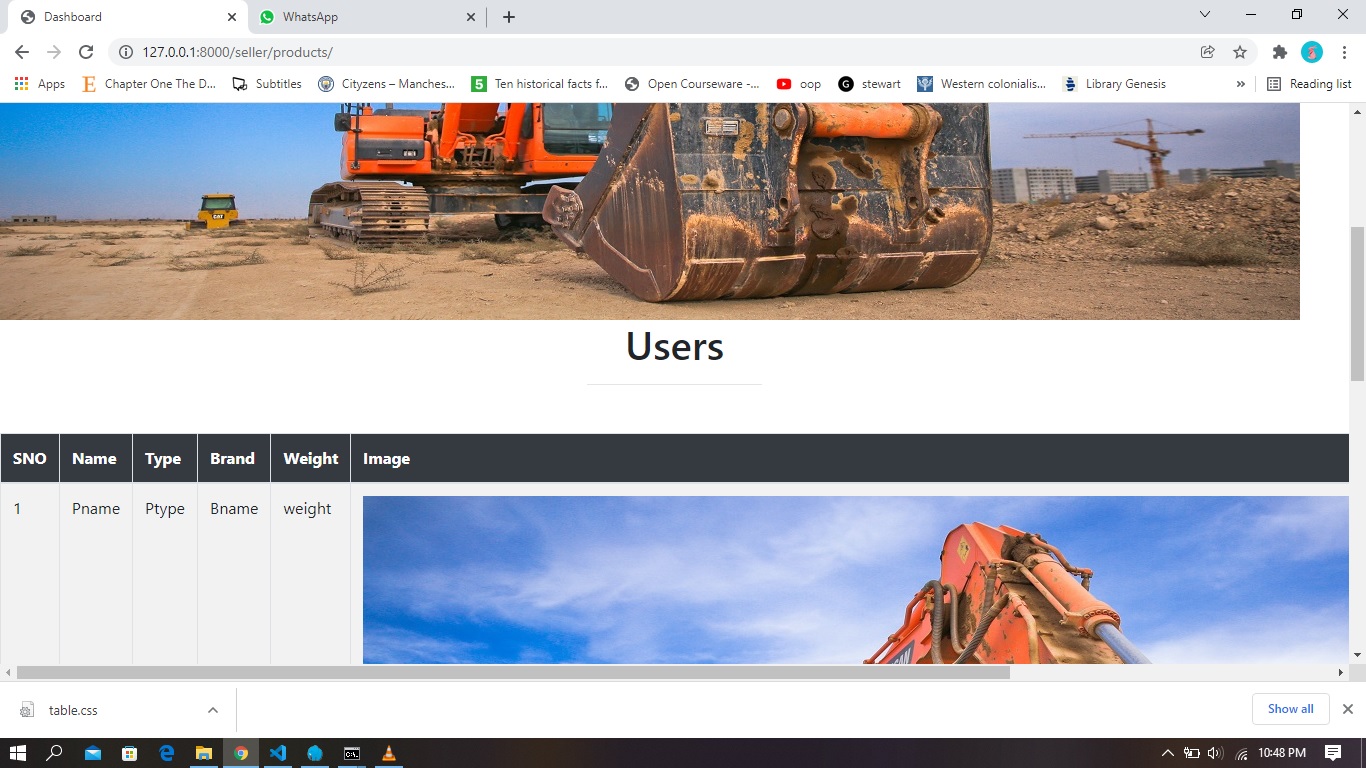 Dashboard
WhatsApp
127.0.0.1:8000/seller/products/
Apps
Chapter One The D...
Subtitles
Cityzens – Manches...
5
Ten historical facts f...
Open Courseware -...
oop
G
stewart
Western colonialis...
Library Genesis
»
Reading list
CAT
Users
SNO Name Type Brand Weight Image
1 Pname Ptype Bname weight
table.css
Show all
10:48 PM